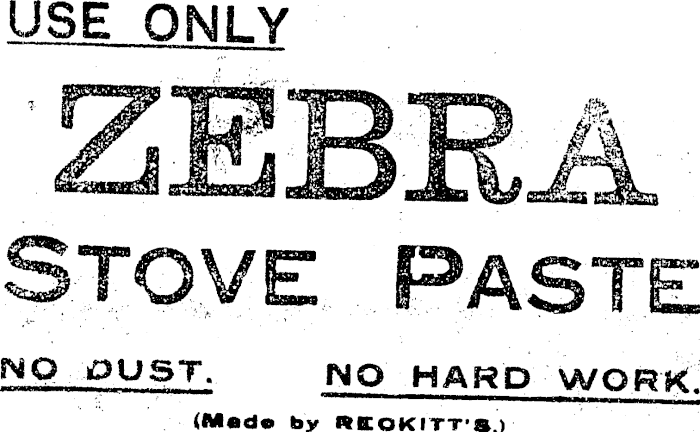 USE ONLY
ZEBRA
STOVE PASTE
NO DUST. NO HARD WORK.
(Made by RECKITT'S.)